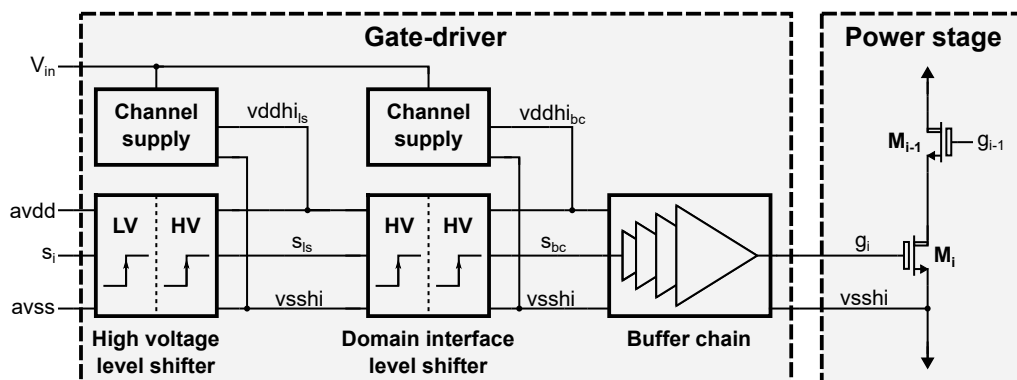 Gate-driver
Power stage
V_in
Channel
supply
vddhi_ls
Channel
supply
vddhi_bc
M_i-1
g_i-1
avdd
LV
HV
HV
HV
s_i
s_ls
s_bc
g_i
M_i
avss
vsshi
vsshi
vsshi
High voltage
level shifter
Domain interface
level shifter
Buffer chain